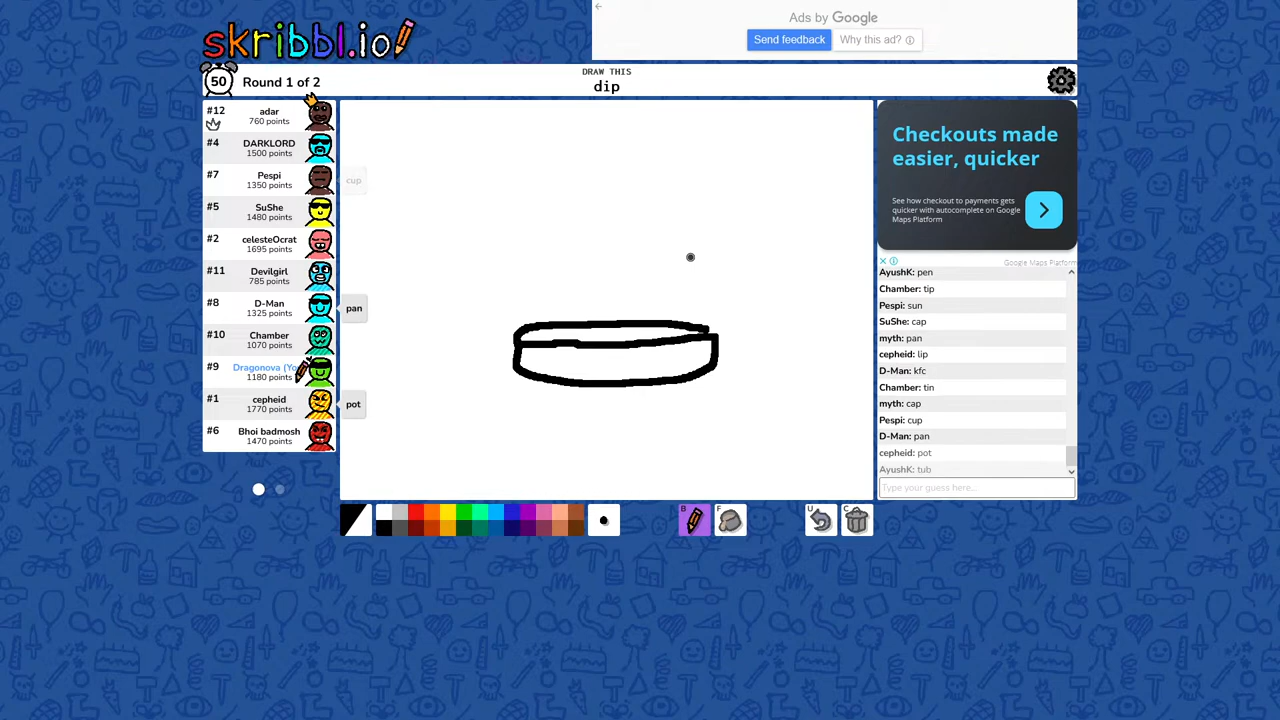 skribbl.io
Ads by Google
Send feedback
Why this ad?
50
Round 1 of 2
DRAW THIS
dip
#12
adar
760 points
#4
DARKLORD
1500 points
#7
Pespi
1350 points
cup
#5
SuShe
1480 points
#2
celesteOcrat
1695 points
#11
Devilgirl
785 points
#8
D-Man
1325 points
pan
#10
Chamber
1070 points
#9
Dragonova (Yo
1180 points
#1
cepheid
1770 points
pot
#6
Bhoi badmosh
1470 points
Checkouts made
easier, quicker
See how checkout to payments gets
quicker with autocomplete on Google
Maps Platform
Google Maps Platform
AyushK: pen
Chamber: tip
Pespi: sun
SuShe: cap
myth: pan
cepheid: lip
D-Man: kfc
Chamber: tin
myth: cap
Pespi: cup
D-Man: pan
cepheid: pot
AyushK: tub
Type your guess here...
B
F
U
C